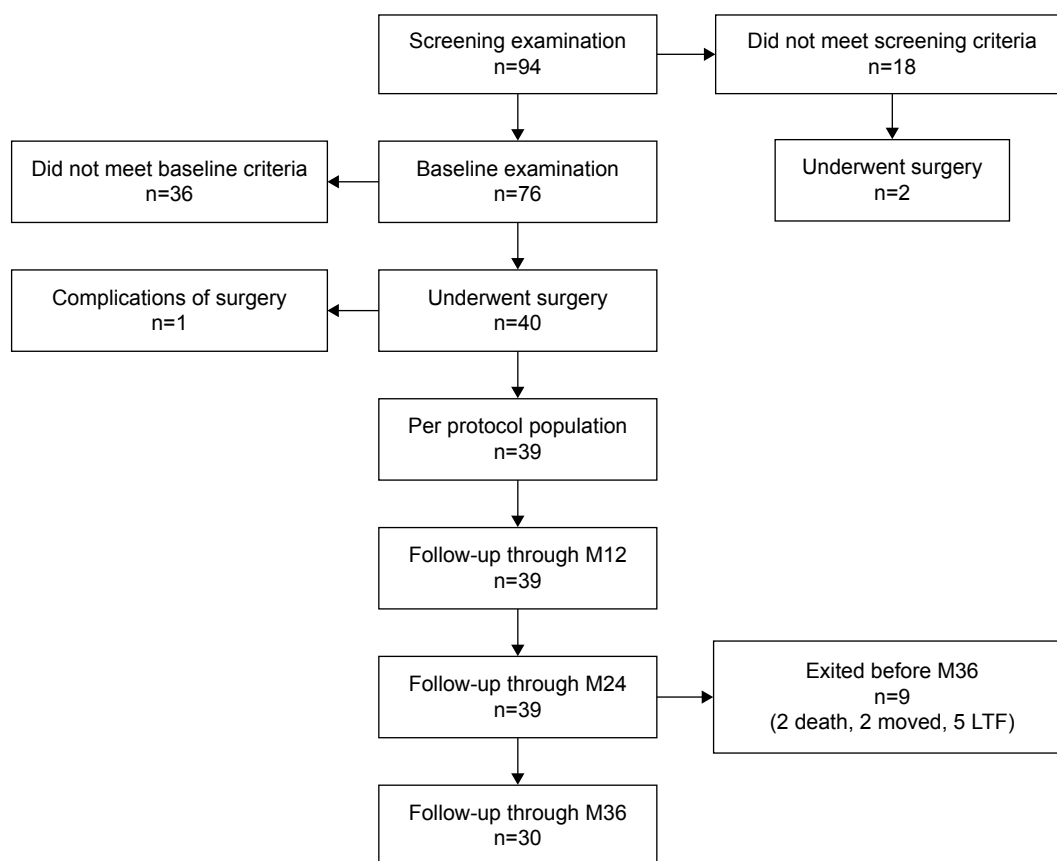 Screening examination
n=94
Did not meet screening criteria
n=18
Did not meet baseline criteria
n=36
Baseline examination
n=76
Underwent surgery
n=2
Complications of surgery
n=1
Underwent surgery
n=40
Per protocol population
n=39
Follow-up through M12
n=39
Follow-up through M24
n=39
Exited before M36
n=9
(2 death, 2 moved, 5 LTF)
Follow-up through M36
n=30